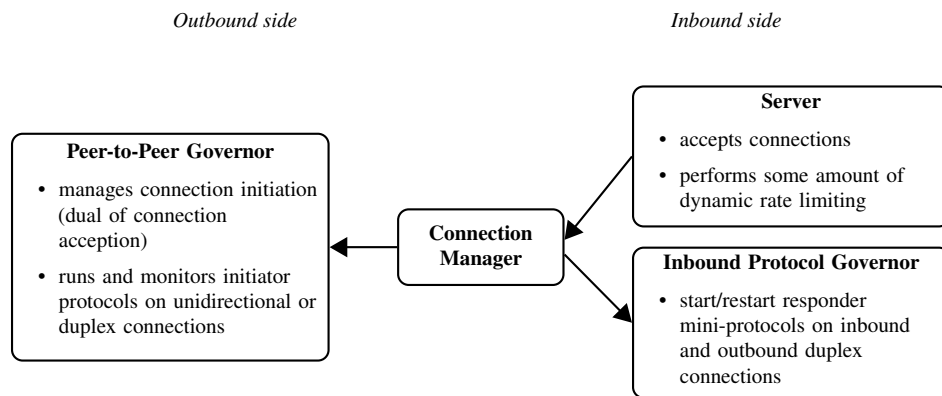 Outbound side
Inbound side
Peer-to-Peer Governor
• manages connection initiation
(dual of connection
acception)
• runs and monitors initiator
protocols on unidirectional or
duplex connections
Connection
Manager
Server
• accepts connections
• performs some amount of
dynamic rate limiting
Inbound Protocol Governor
• start/restart responder
mini-protocols on inbound
and outbound duplex
connections